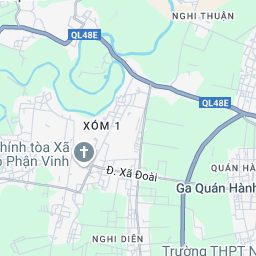 NGHI THUẬN
QL48E
QL48E
XÓM 1
hính tòa Xã
Phận Vinh
Đ. Xã Đoài
QUÁN HÀ
Ga Quán Hành
NGHI DIÊN
Trường THPT N